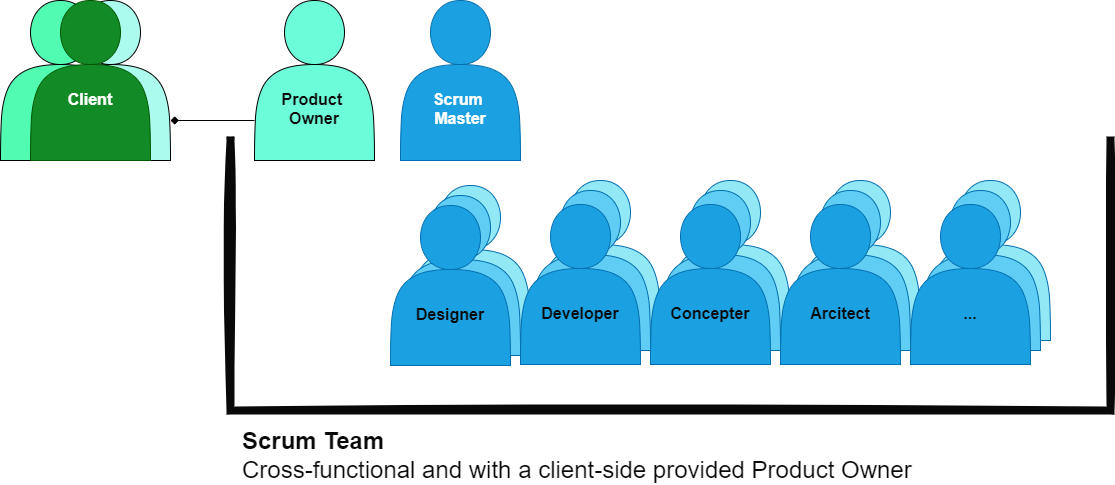 Client
Product
Owner
Scrum
Master
Designer
Developer
Concepter
Arcitect
...
Scrum Team
Cross-functional and with a client-side provided Product Owner